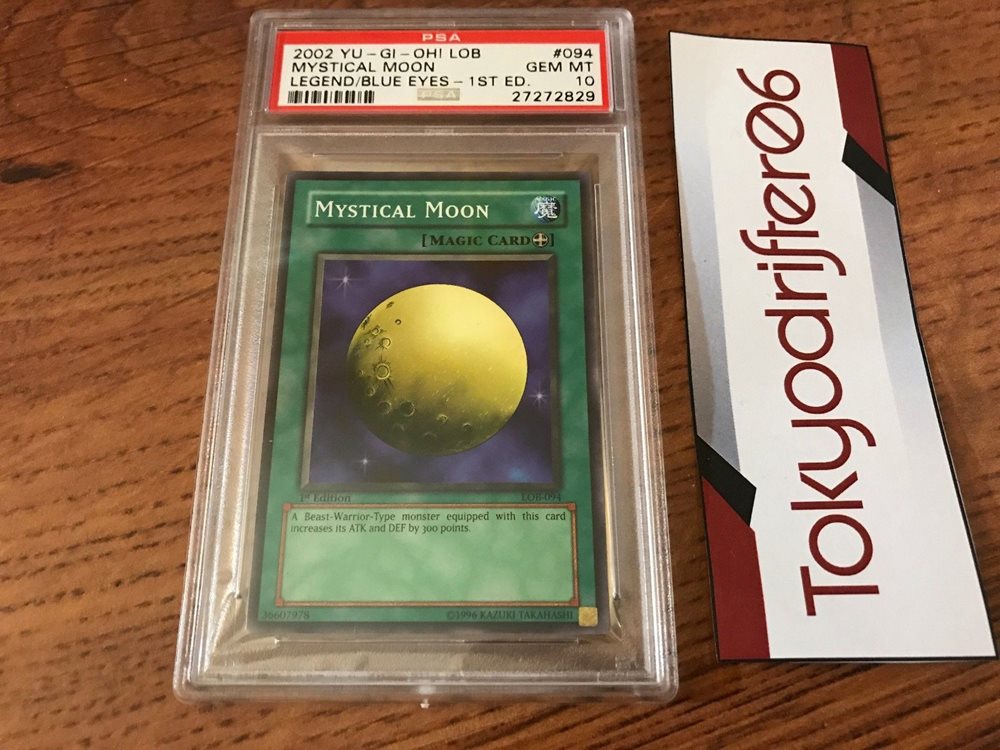 PSA
2002 YU-GI-OH! LOB #094
MYSTICAL MOON GEM MT
LEGEND/BLUE EYES-1ST ED. 10
PSA 27272829
MYSTICAL MOON 魔
[MAGIC CARD]
1st Edition LOB-094
A Beast-Warrior-Type monster equipped with this card
increases its ATK and DEF by 300 points.
36607978 ©1996 KAZUKI TAKAHASHI
Tokyodrifter06